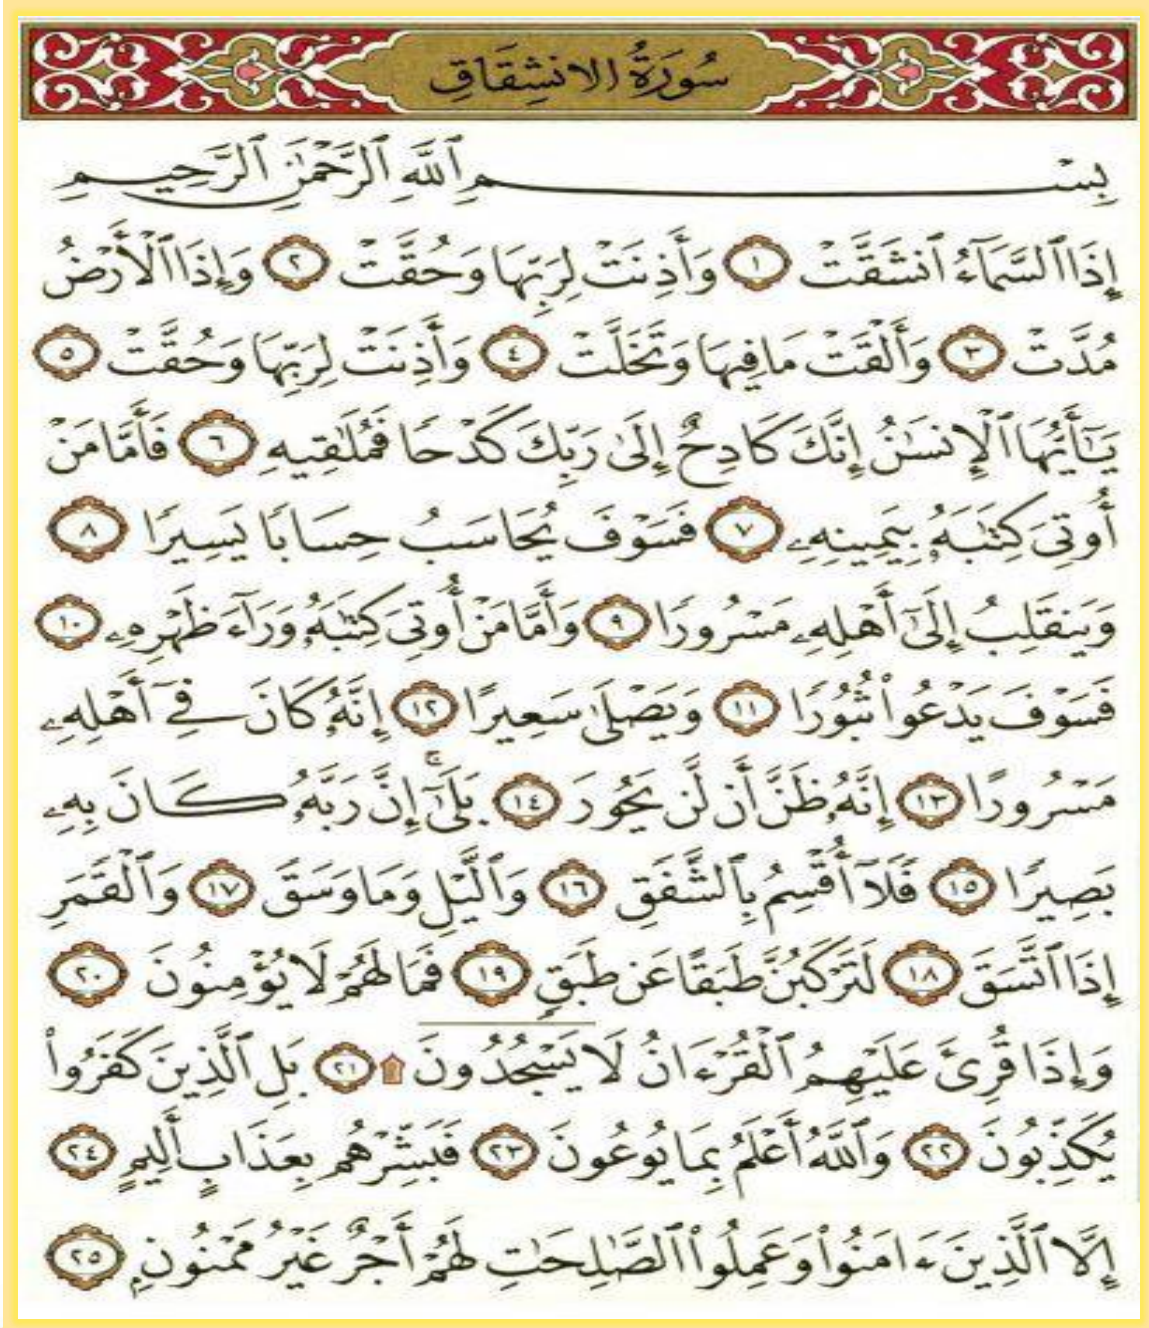 سُورَةُ الانشِقَاقِ
بِسْمِ ٱللَّهِ ٱلرَّحْمَٰنِ ٱلرَّحِيمِ
إِذَا ٱلسَّمَآءُ ٱنشَقَّتْ ١ وَأَذِنَتْ لِرَبِّهَا وَحُقَّتْ ٢ وَإِذَا ٱلْأَرْضُ
مُدَّتْ ٣ وَأَلْقَتْ مَا فِيهَا وَتَخَلَّتْ ٤ وَأَذِنَتْ لِرَبِّهَا وَحُقَّتْ ٥
يَٰٓأَيُّهَا ٱلْإِنسَٰنُ إِنَّكَ كَادِحٌ إِلَىٰ رَبِّكَ كَدْحًا فَمُلَٰقِيهِ ٦ فَأَمَّا مَنْ
أُوتِىَ كِتَٰبَهُۥ بِيَمِينِهِۦ ٧ فَسَوْفَ يُحَاسَبُ حِسَابًا يَسِيرًا ٨
وَيَنقَلِبُ إِلَىٰٓ أَهْلِهِۦ مَسْرُورًا ٩ وَأَمَّا مَنْ أُوتِىَ كِتَٰبَهُۥ وَرَآءَ ظَهْرِهِۦ ١٠
فَسَوْفَ يَدْعُوا۟ ثُبُورًا ١١ وَيَصْلَىٰ سَعِيرًا ١٢ إِنَّهُۥ كَانَ فِىٓ أَهْلِهِۦ
مَسْرُورًا ١٣ إِنَّهُۥ ظَنَّ أَن لَّن يَحُورَ ١٤ بَلَىٰٓۚ إِنَّ رَبَّهُۥ كَانَ بِهِۦ
بَصِيرًا ١٥ فَلَآ أُقْسِمُ بِٱلشَّفَقِ ١٦ وَٱلَّيْلِ وَمَا وَسَقَ ١٧ وَٱلْقَمَرِ
إِذَا ٱتَّسَقَ ١٨ لَتَرْكَبُنَّ طَبَقًا عَن طَبَقٍ ١٩ فَمَا لَهُمْ لَا يُؤْمِنُونَ ٢٠
وَإِذَا قُرِئَ عَلَيْهِمُ ٱلْقُرْءَانُ لَا يَسْجُدُونَ ۩ ٢١ بَلِ ٱلَّذِينَ كَفَرُوا۟
يُكَذِّبُونَ ٢٢ وَٱللَّهُ أَعْلَمُ بِمَا يُوعُونَ ٢٣ فَبَشِّرْهُم بِعَذَابٍ أَلِيمٍ ٢٤
إِلَّا ٱلَّذِينَ ءَامَنُوا۟ وَعَمِلُوا۟ ٱلصَّٰلِحَٰتِ لَهُمْ أَجْرٌ غَيْرُ مَمْنُونٍۭ ٢٥